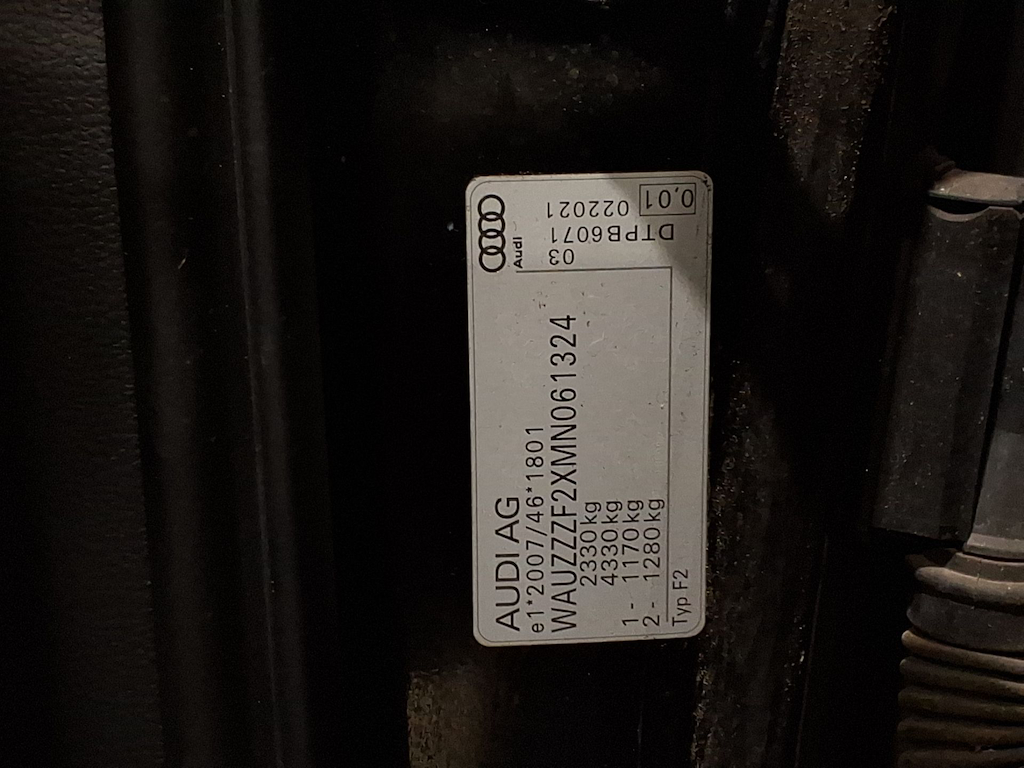 AUDI AG
e1*2007/46*1801
WAUZZZF2XMN061324
2330kg
4330kg
1- 1170kg
2- 1280kg
Typ F2
Audi
03
DTPB6071
022021
0,01